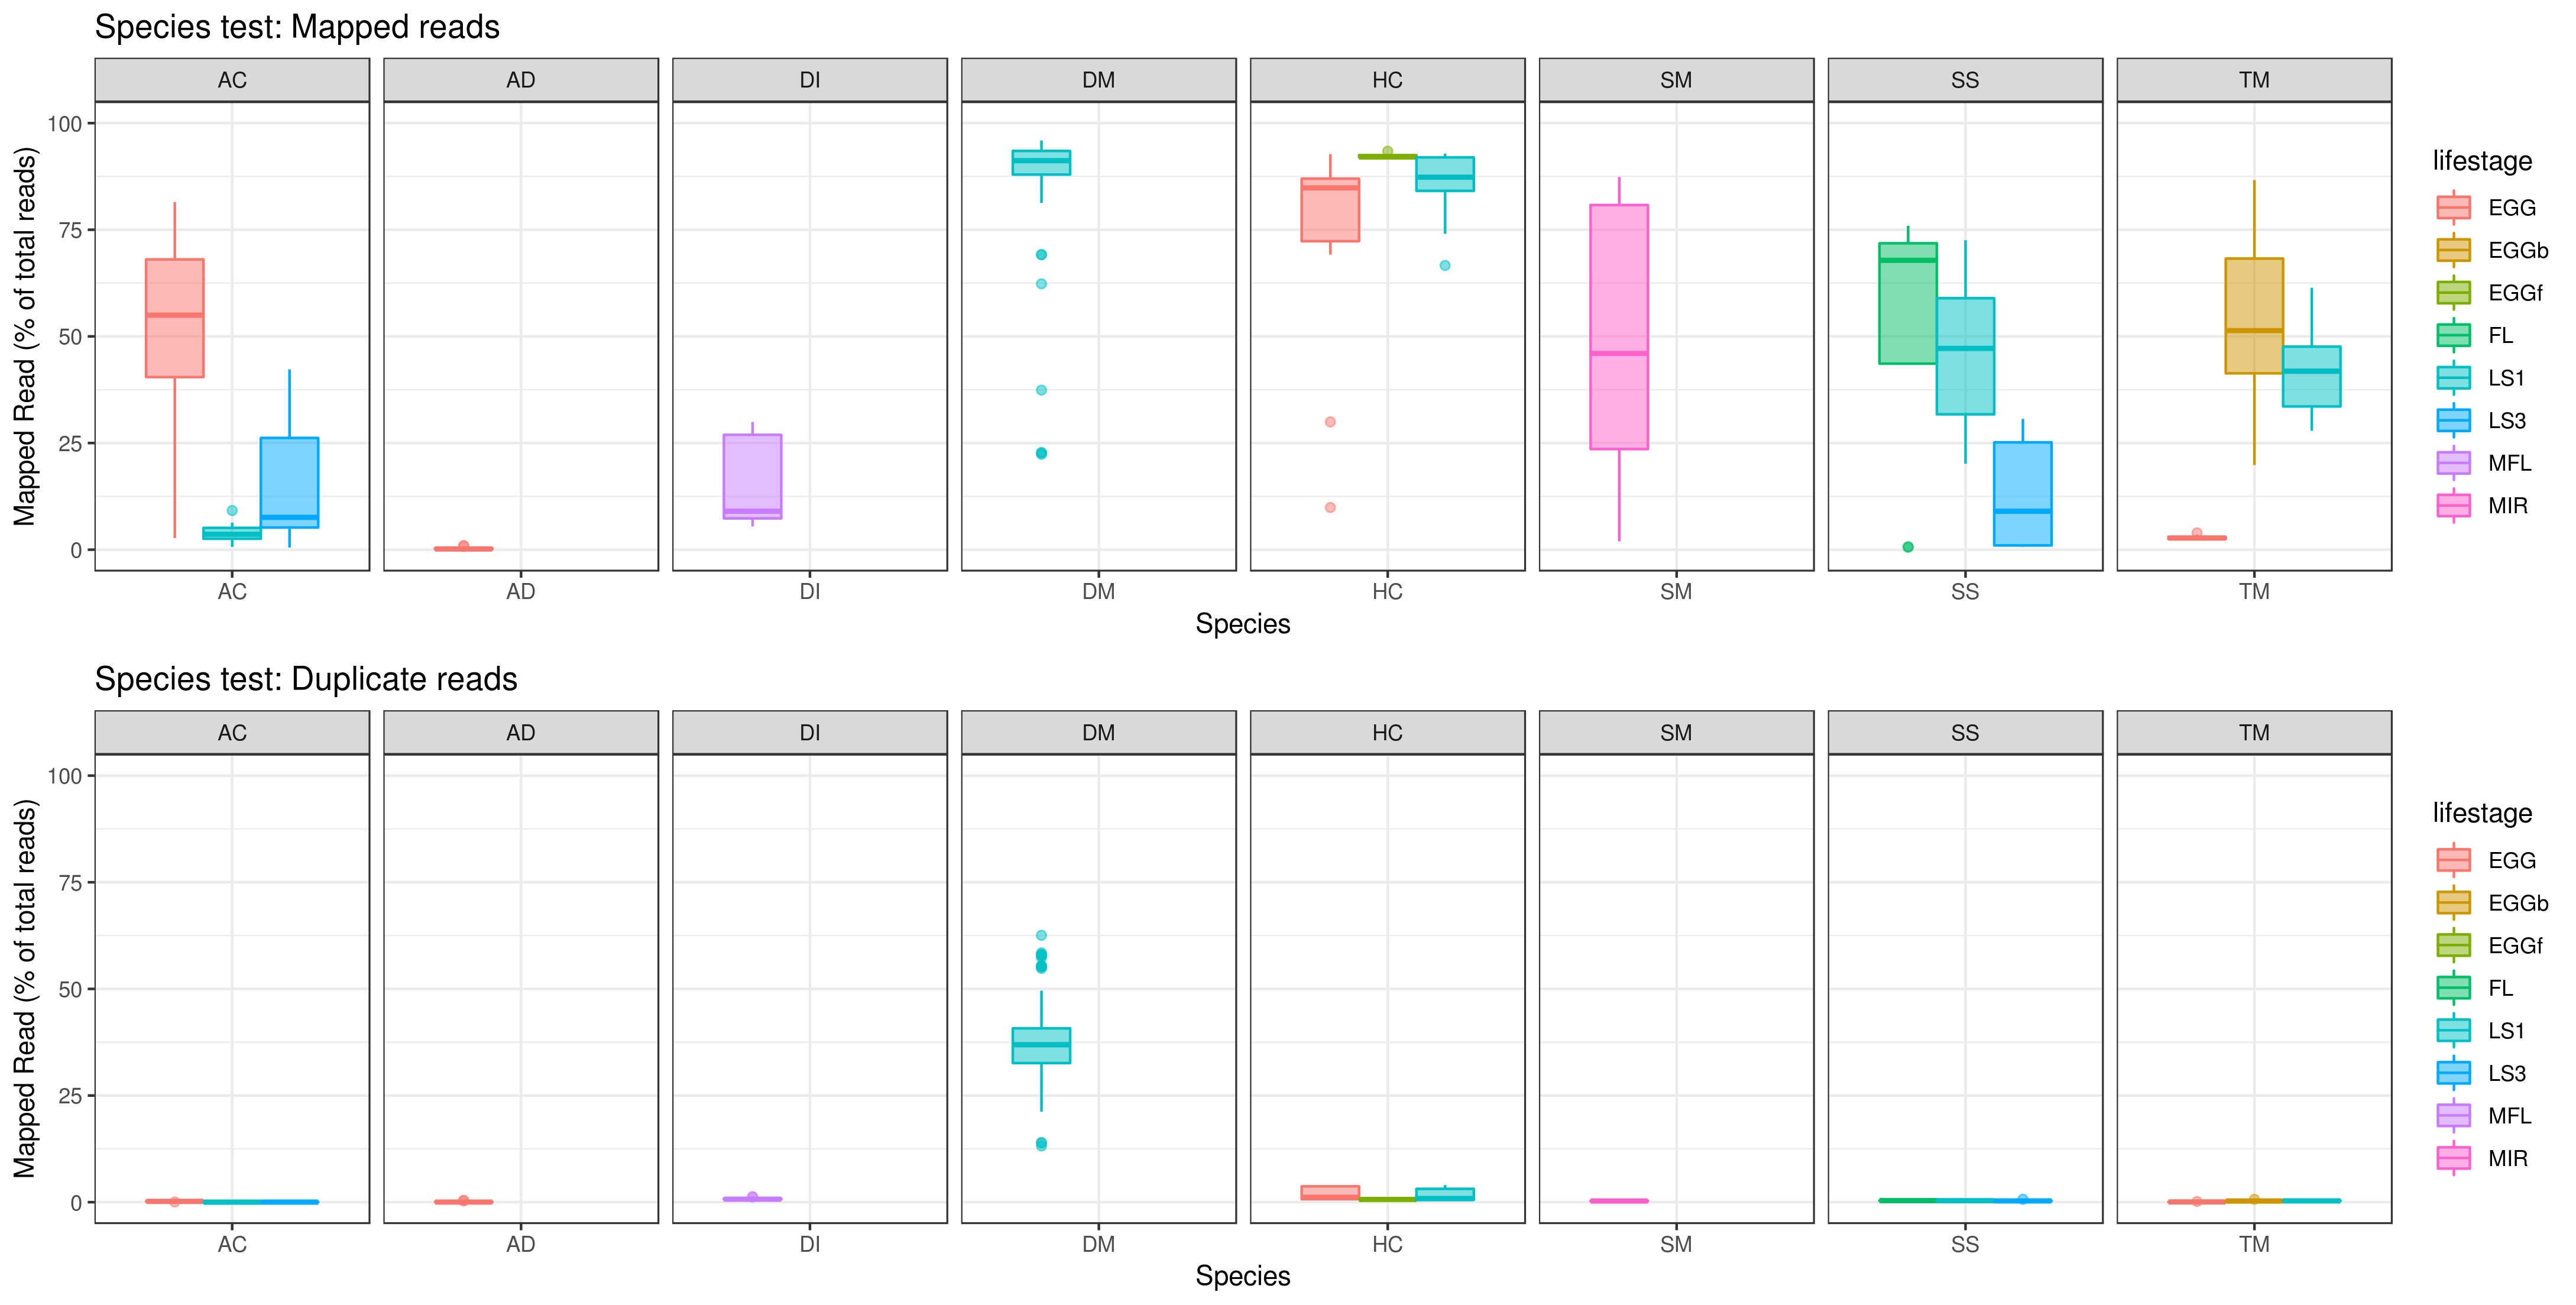 Species test: Mapped reads
AC AD DI DM HC SM SS TM
Mapped Read (% of total reads)
100
75
50
25
0
AC AD DI DM HC SM SS TM
Species
lifestage
EGG
EGGb
EGGf
FL
LS1
LS3
MFL
MIR
Species test: Duplicate reads
AC AD DI DM HC SM SS TM
Mapped Read (% of total reads)
100
75
50
25
0
AC AD DI DM HC SM SS TM
Species
lifestage
EGG
EGGb
EGGf
FL
LS1
LS3
MFL
MIR